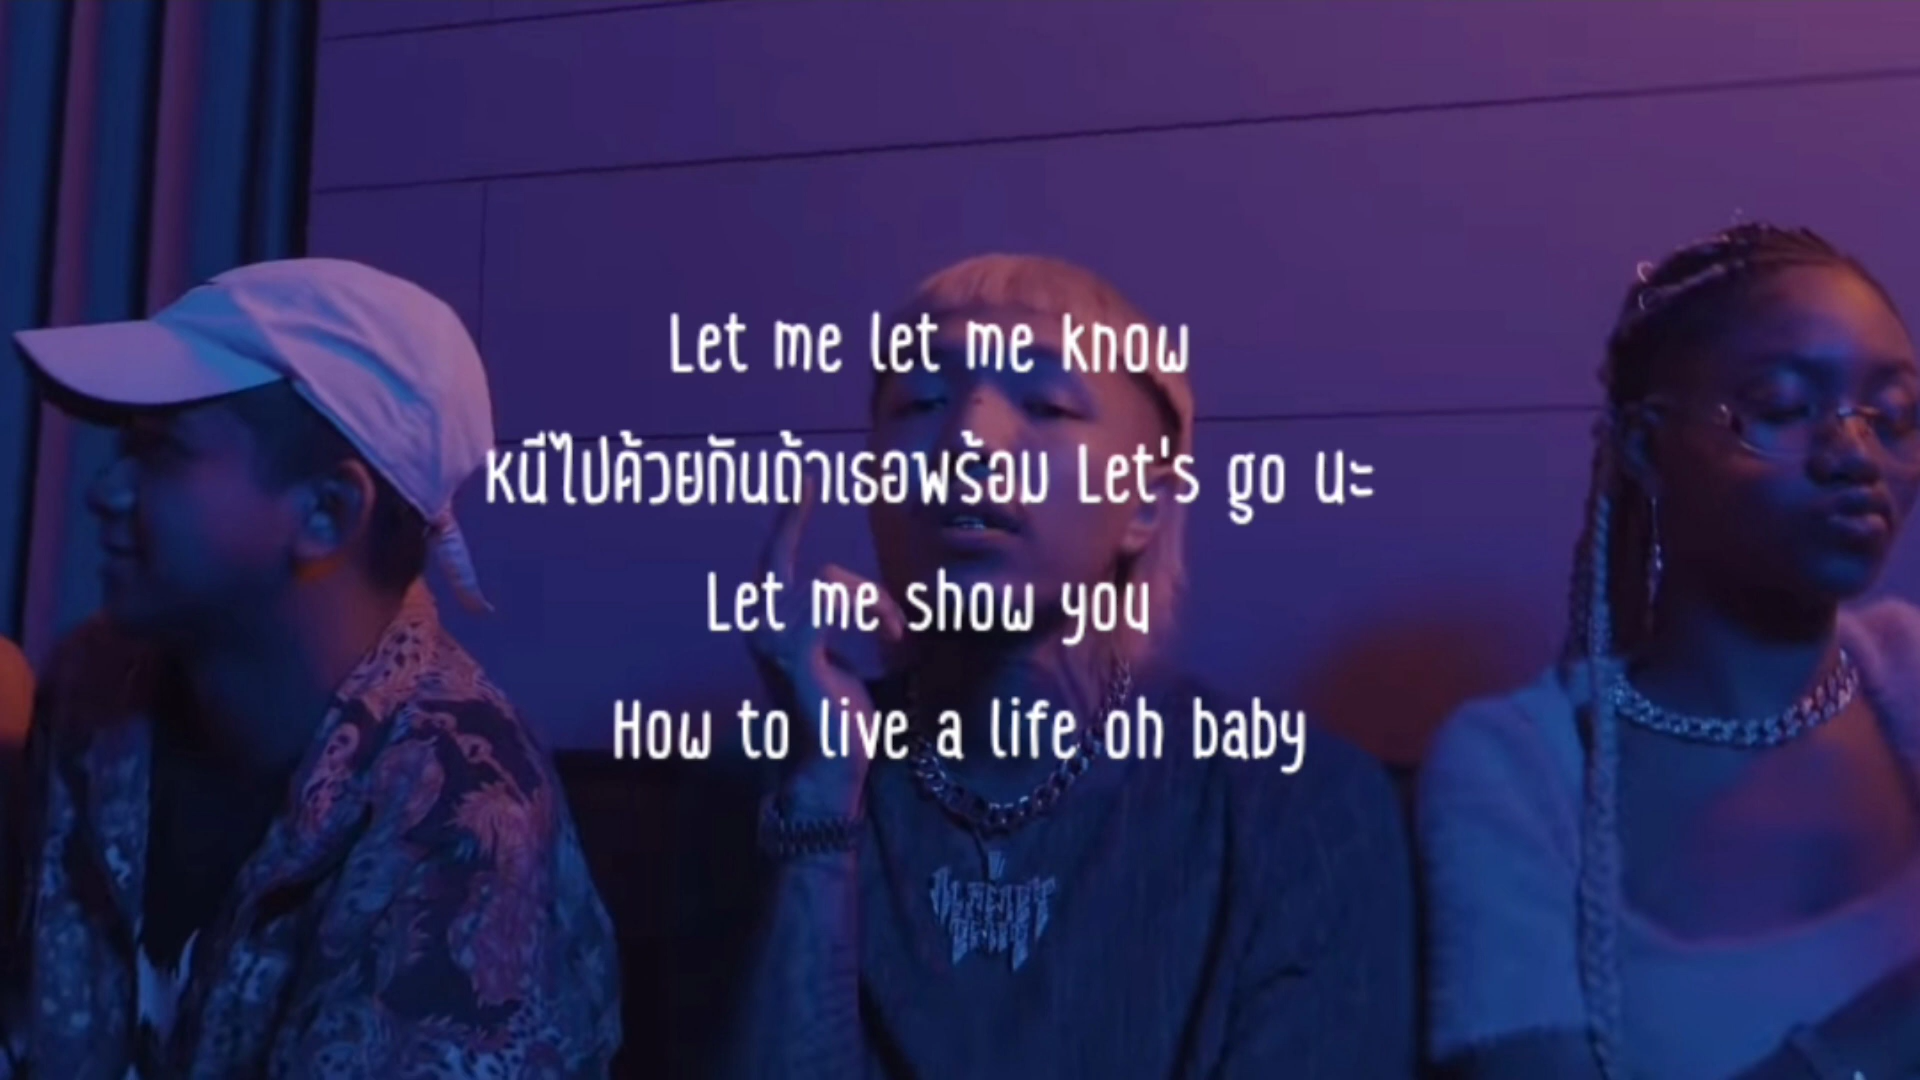 Let me let me know
หนีไปด้วยกันถ้าเธอพร้อม Let's go นะ
Let me show you
How to live a life oh baby